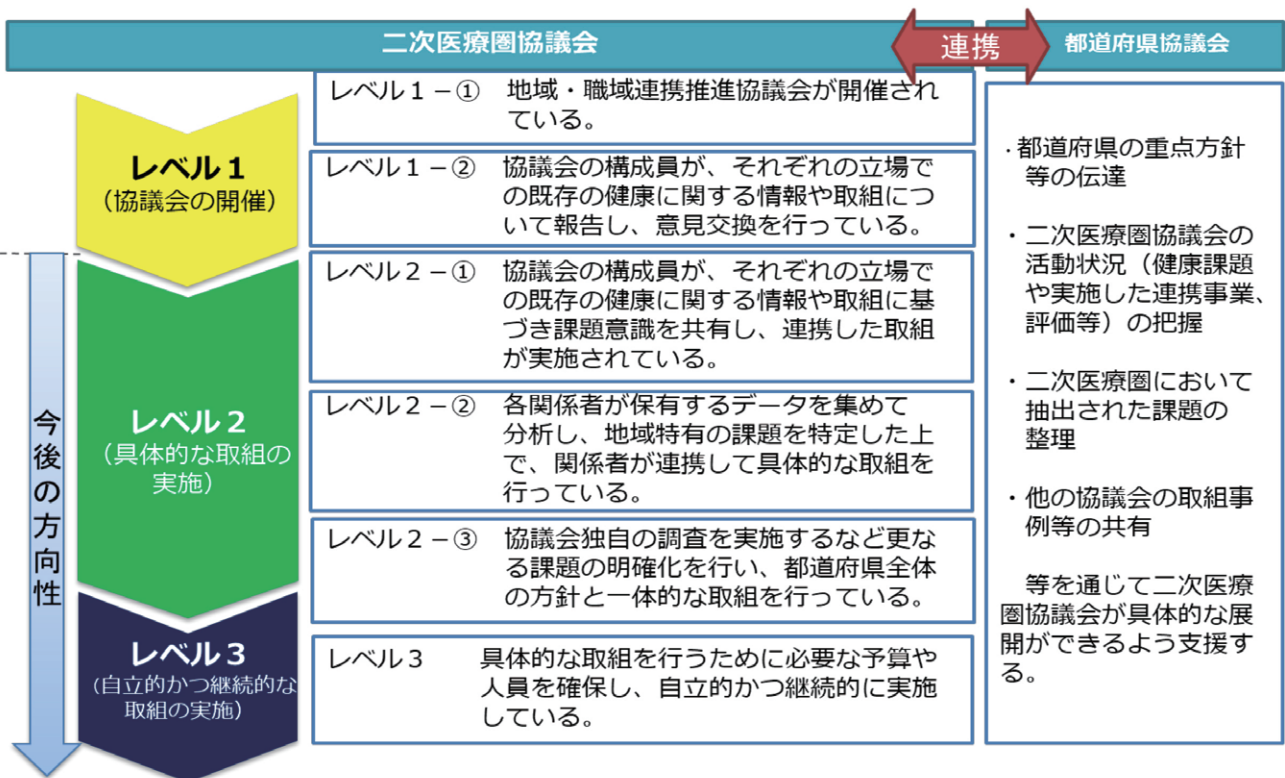 二次医療圏協議会
連携
都道府県協議会
レベル１
（協議会の開催）
レベル１－① 地域・職域連携推進協議会が開催され
ている。
レベル１－② 協議会の構成員が、それぞれの立場で
の既存の健康に関する情報や取組につ
いて報告し、意見交換を行っている。
今後の方向性
レベル２
（具体的な取組の
実施）
レベル２－① 協議会の構成員が、それぞれの立場で
の既存の健康に関する情報や取組に基
づき課題意識を共有し、連携した取組
が実施されている。
レベル２－② 各関係者が保有するデータを集めて
分析し、地域特有の課題を特定した上
で、関係者が連携して具体的な取組を
行っている。
レベル２－③ 協議会独自の調査を実施するなど更な
る課題の明確化を行い、都道府県全体
の方針と一体的な取組を行っている。
レベル３
（自立的かつ継続的な
取組の実施）
レベル３ 具体的な取組を行うために必要な予算や
人員を確保し、自立的かつ継続的に実施
している。
・都道府県の重点方針
等の伝達
・二次医療圏協議会の
活動状況（健康課題
や実施した連携事業、
評価等）の把握
・二次医療圏において
抽出された課題の
整理
・他の協議会の取組事
例等の共有
等を通じて二次医療
圏協議会が具体的な展
開ができるよう支援す
る。